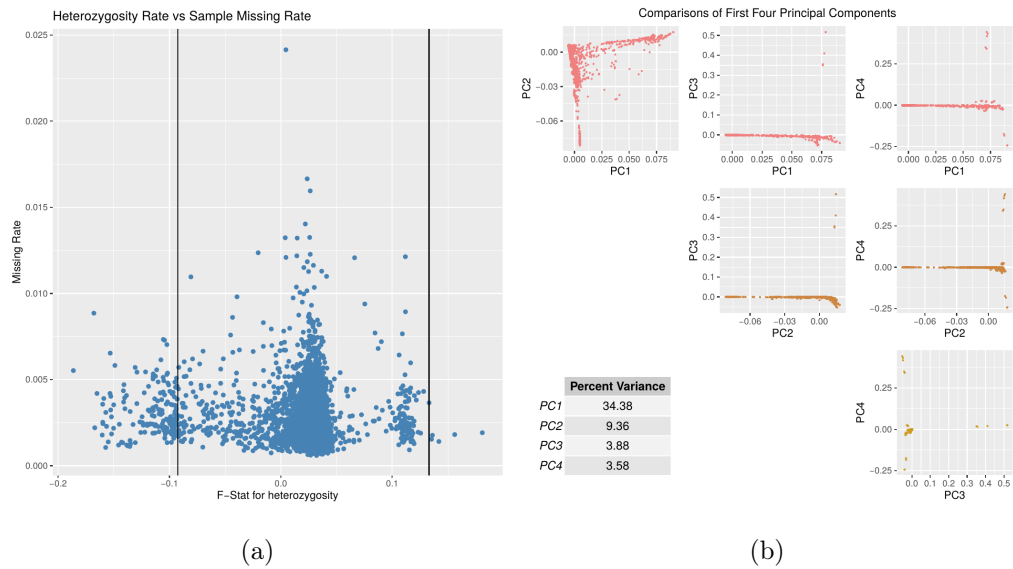 Heterozygosity Rate vs Sample Missing Rate
0.025
0.020
0.015
0.010
0.005
0.000
Missing Rate
−0.2 −0.1 0.0 0.1
F−Stat for heterozygosity
(a)
Comparisons of First Four Principal Components
0.00
−0.03
−0.06
PC2
0.000 0.025 0.050 0.075
PC1
0.5
0.4
0.3
0.2
0.1
0.0
PC3
0.000 0.025 0.050 0.075
PC1
0.25
0.00
−0.25
PC4
0.000 0.025 0.050 0.075
PC1
0.5
0.4
0.3
0.2
0.1
0.0
PC3
−0.06 −0.03 0.00
PC2
0.25
0.00
−0.25
PC4
−0.06 −0.03 0.00
PC2
Percent Variance
PC1 34.38
PC2 9.36
PC3 3.88
PC4 3.58
0.25
0.00
−0.25
PC4
0.0 0.1 0.2 0.3 0.4 0.5
PC3
(b)